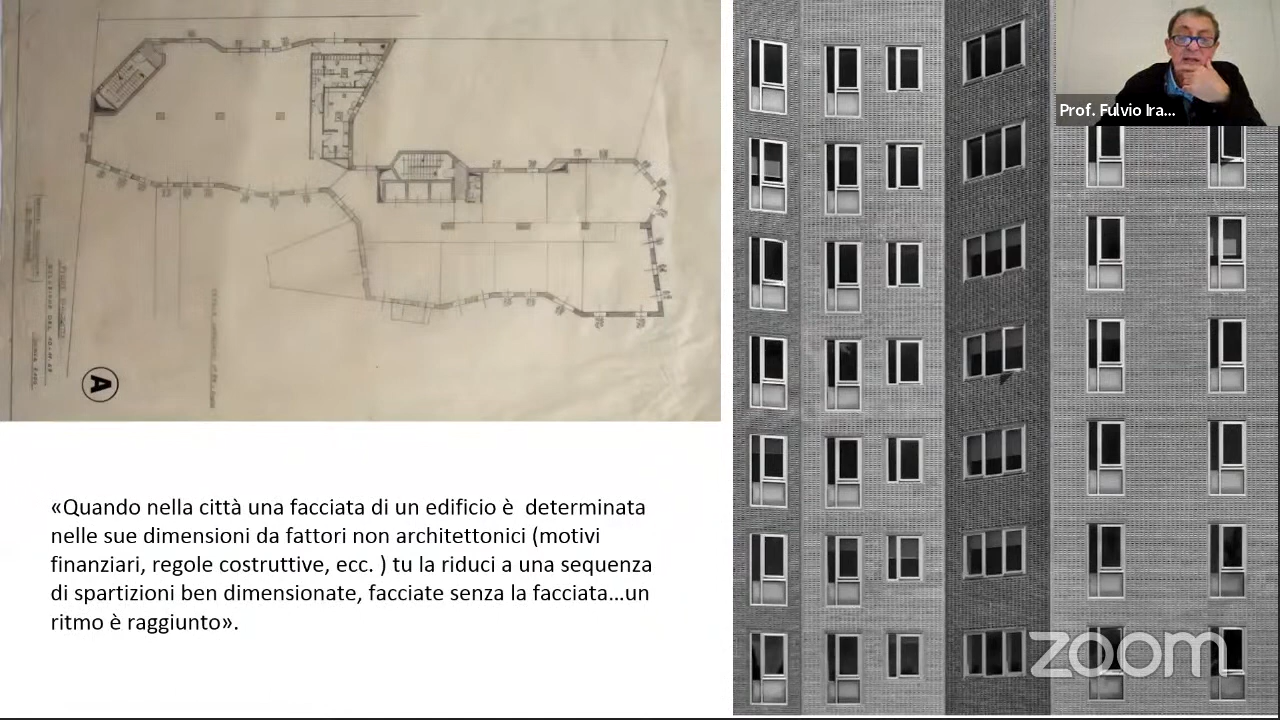 Prof. Fulvio Ira...
A
«Quando nella città una facciata di un edificio è  determinata
nelle sue dimensioni da fattori non architettonici (motivi
finanziari, regole costruttive, ecc. ) tu la riduci a una sequenza
di spartizioni ben dimensionate, facciate senza la facciata...un
ritmo è raggiunto».
zoom